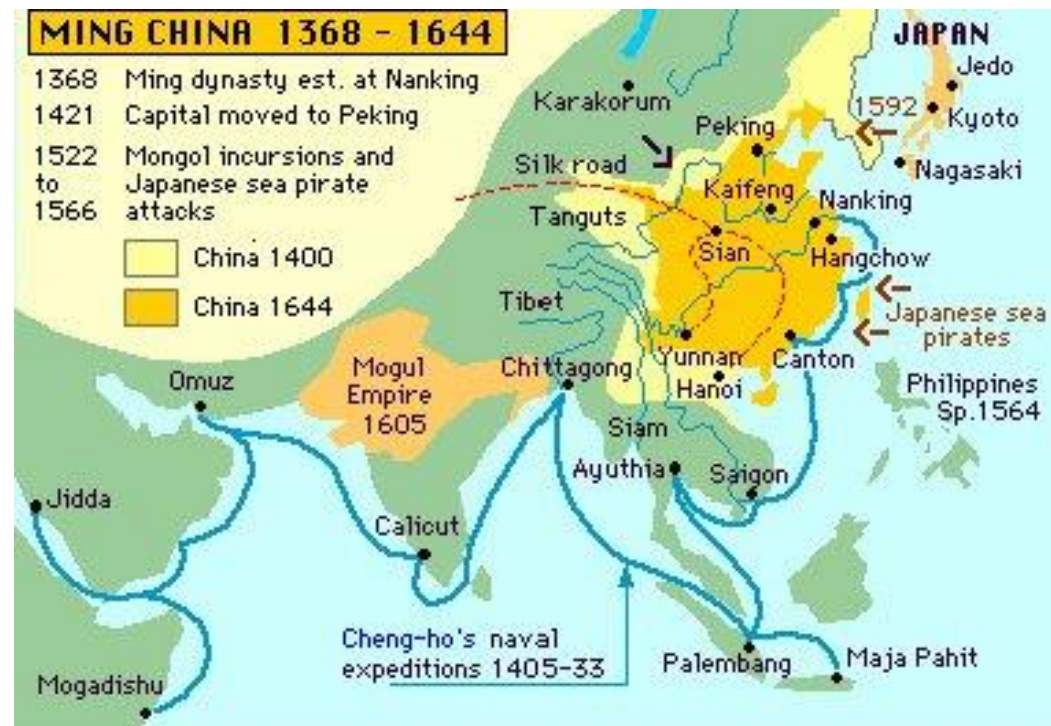 MING CHINA 1368 - 1644
1368 Ming dynasty est. at Nanking
1421 Capital moved to Peking
1522 Mongol incursions and
to Japanese sea pirate
1566 attacks
China 1400
China 1644
JAPAN
Jedo
Kyoto
1592
Nagasaki
Karakorum
Peking
Silk road
Kaifeng
Nanking
Tanguts
Sian
Hangchow
Tibet
Japanese sea
pirates
Yunnan
Canton
Hanoi
Chittagong
Mogul
Empire
1605
Omuz
Philippines
Sp.1564
Siam
Ayuthia
Saigon
Jidda
Calicut
Cheng-ho's naval
expeditions 1405-33
Palembang
Maja Pahit
Mogadishu